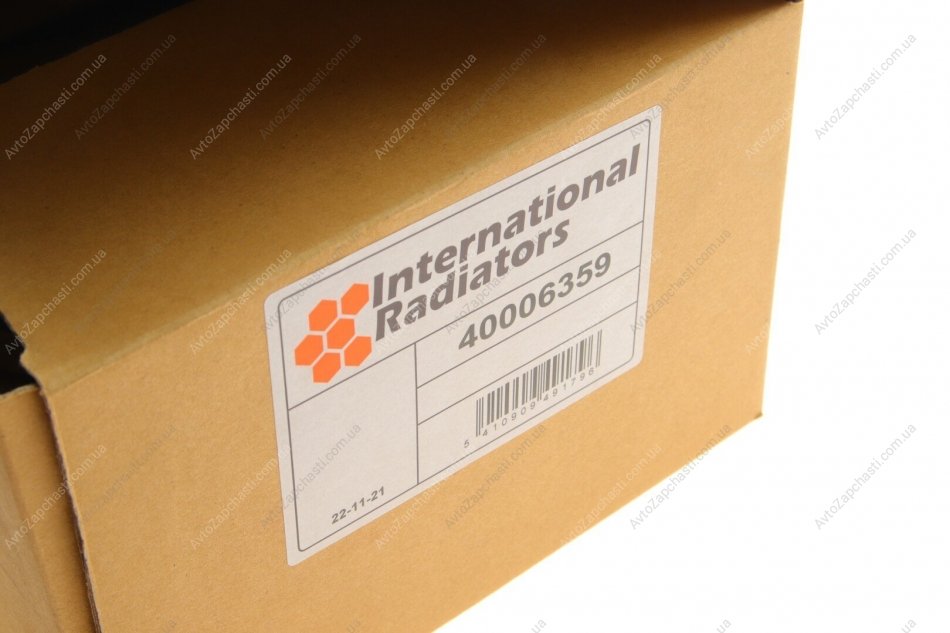 International
Radiators
40006359
5 410909 491796
22-11-21
AvtoZapchasti.com.ua